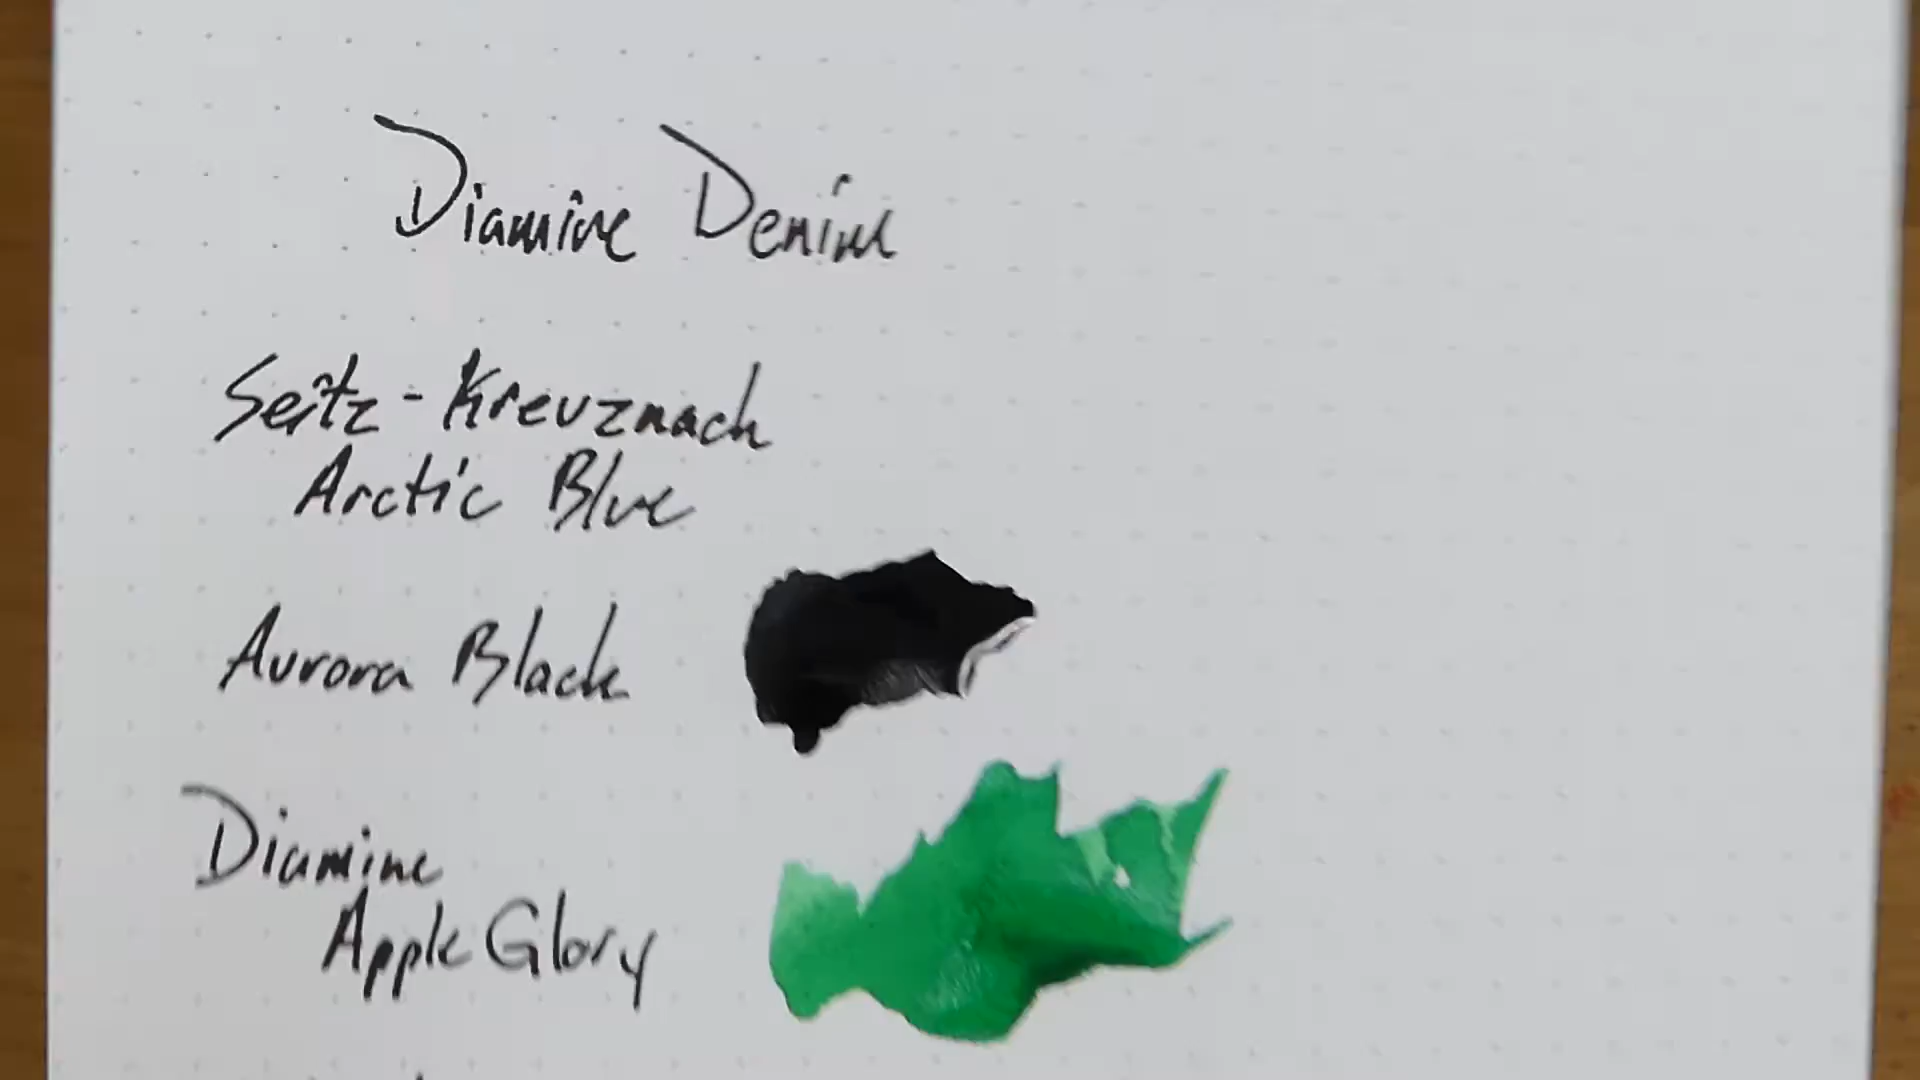 Diamine Denim
Seitz-Kreuznach
Arctic Blue
Aurora Black
Diamine
Apple Glory